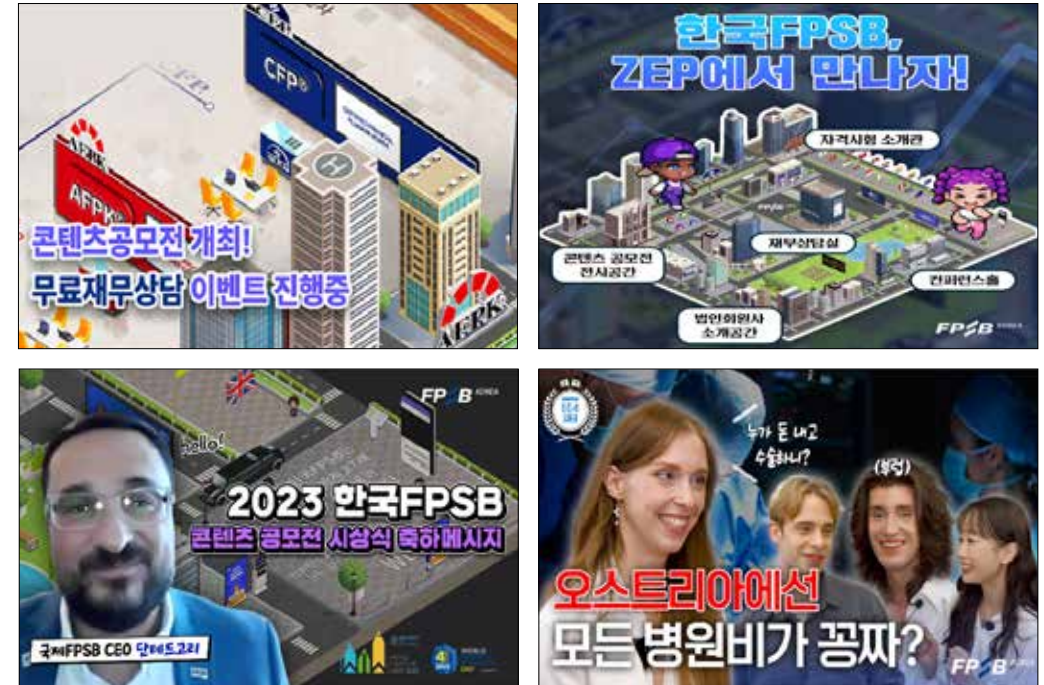 CFP®
AFPK®
AFPK
콘텐츠공모전 개최!
무료재무상담 이벤트 진행중
한국FPSB,
ZEP에서 만나자!
자격시험 소개관
재무상담실
콘텐츠 공모전
전시공간
컨퍼런스홀
법인회원사
소개공간
FPSB KOREA
FPSB KOREA
hello!
2023 한국FPSB
콘텐츠 공모전 시상식 축하메시지
국제FPSB CEO 단테드고리
누가 돈 내고
수술하니?
(부럽)
오스트리아에선
모든 병원비가 꽁짜?
FPSB